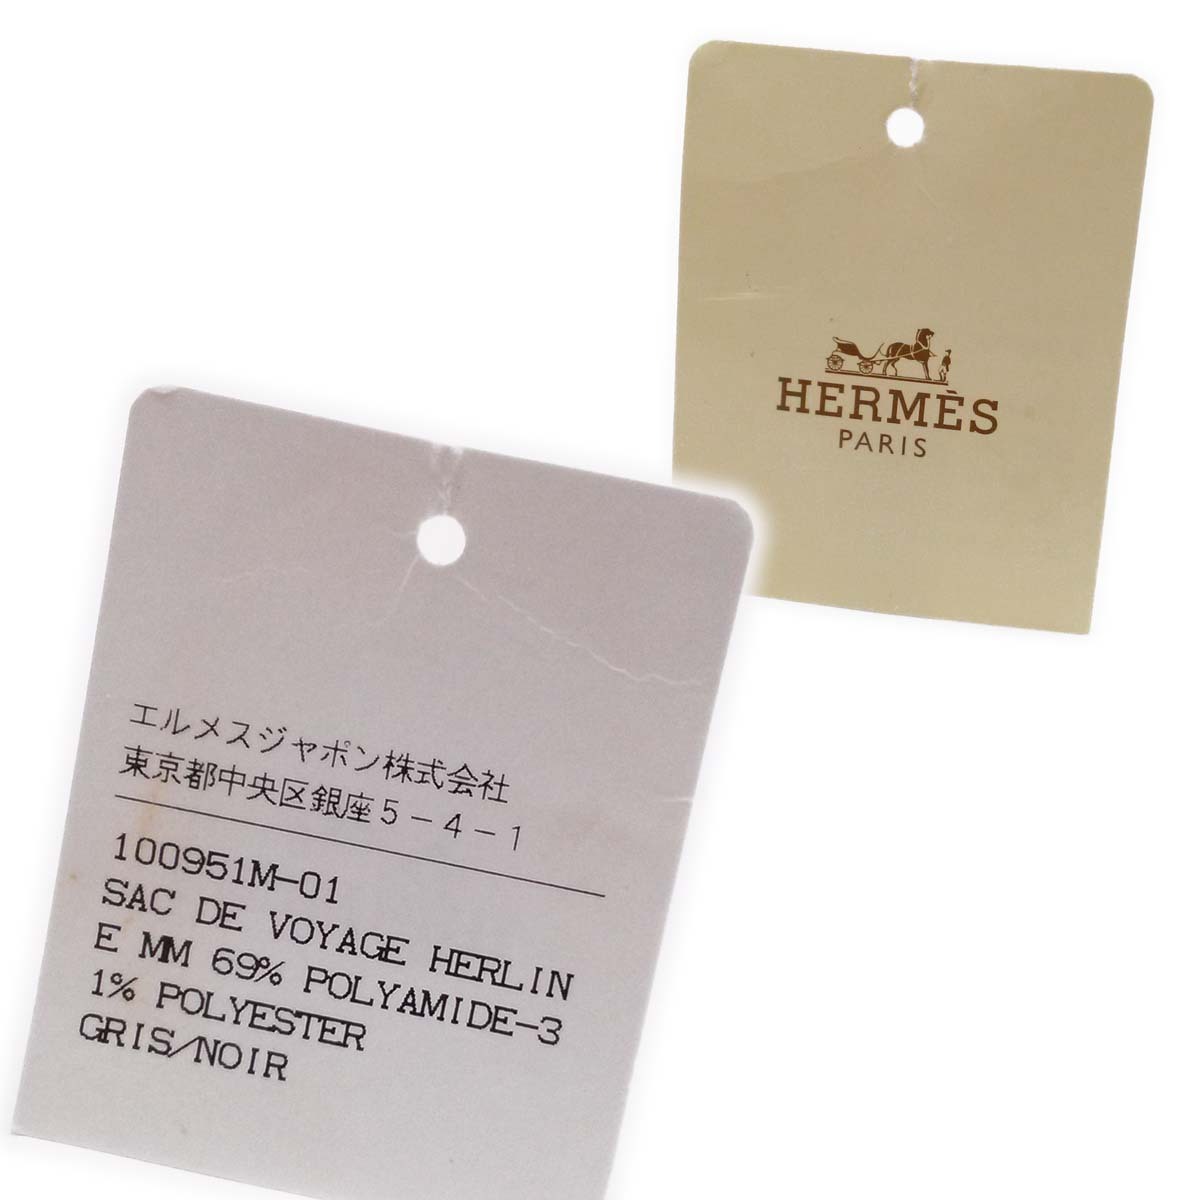 HERMÈS
PARIS
エルメスジャポン株式会社
東京都中央区銀座5-4-1
100951M-01
SAC DE VOYAGE HERLIN
E MM 69% POLYAMIDE-3
1% POLYESTER
GRIS/NOIR